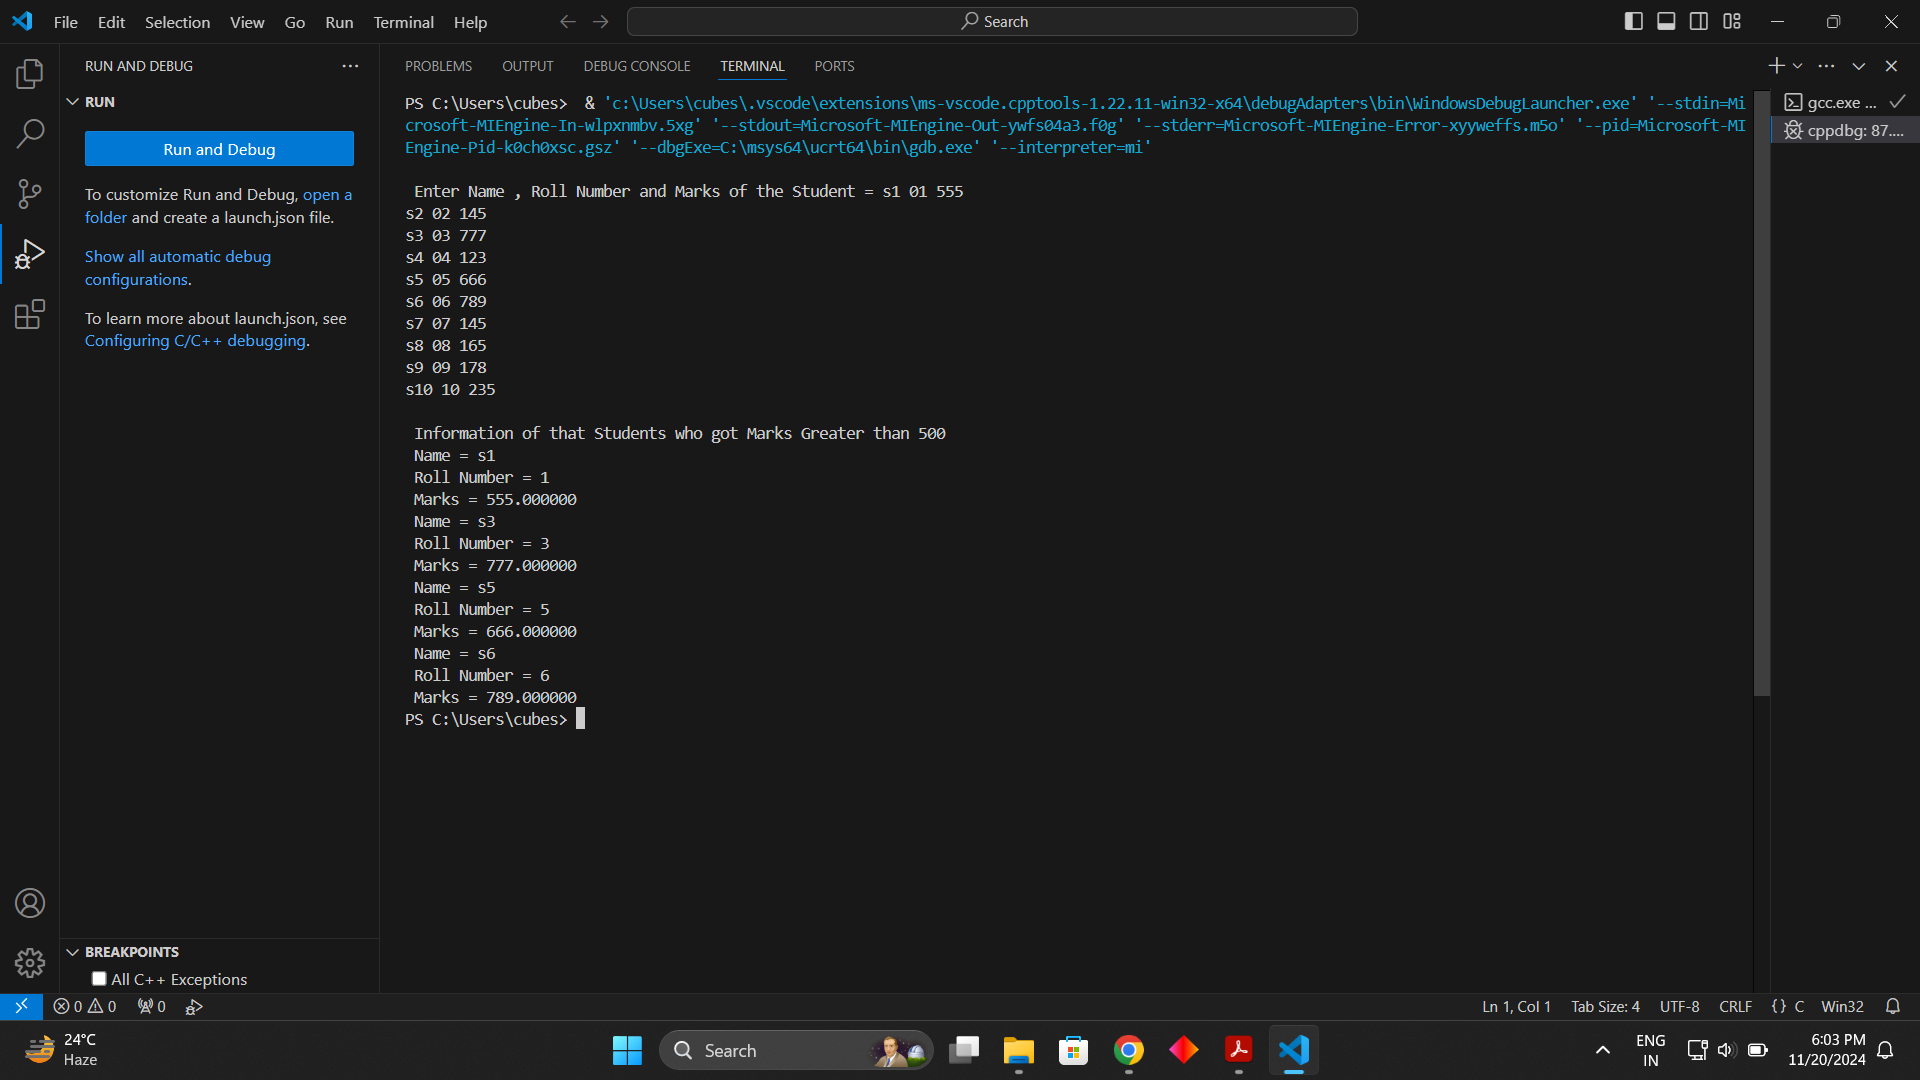 File Edit Selection View Go Run Terminal Help
Search
RUN AND DEBUG
RUN
Run and Debug
To customize Run and Debug, open a
folder and create a launch.json file.
Show all automatic debug
configurations.
To learn more about launch.json, see
Configuring C/C++ debugging.
BREAKPOINTS
All C++ Exceptions
PROBLEMS OUTPUT DEBUG CONSOLE TERMINAL PORTS
PS C:\Users\cubes>  & 'c:\Users\cubes\.vscode\extensions\ms-vscode.cpptools-1.22.11-win32-x64\debugAdapters\bin\WindowsDebugLauncher.exe' '--stdin=Mi
crosoft-MIEngine-In-wlpxnmbv.5xg' '--stdout=Microsoft-MIEngine-Out-ywfs04a3.f0g' '--stderr=Microsoft-MIEngine-Error-xyyweffs.m5o' '--pid=Microsoft-MI
Engine-Pid-k0ch0xsc.gsz' '--dbgExe=C:\msys64\ucrt64\bin\gdb.exe' '--interpreter=mi'
Enter Name , Roll Number and Marks of the Student = s1 01 555
s2 02 145
s3 03 777
s4 04 123
s5 05 666
s6 06 789
s7 07 145
s8 08 165
s9 09 178
s10 10 235
Information of that Students who got Marks Greater than 500
Name = s1
Roll Number = 1
Marks = 555.000000
Name = s3
Roll Number = 3
Marks = 777.000000
Name = s5
Roll Number = 5
Marks = 666.000000
Name = s6
Roll Number = 6
Marks = 789.000000
PS C:\Users\cubes>
gcc.exe ...
cppdbg: 87....
0 0 0
Ln 1, Col 1 Tab Size: 4 UTF-8 CRLF {} C Win32
24°C
Haze
Search
ENG
IN
6:03 PM
11/20/2024